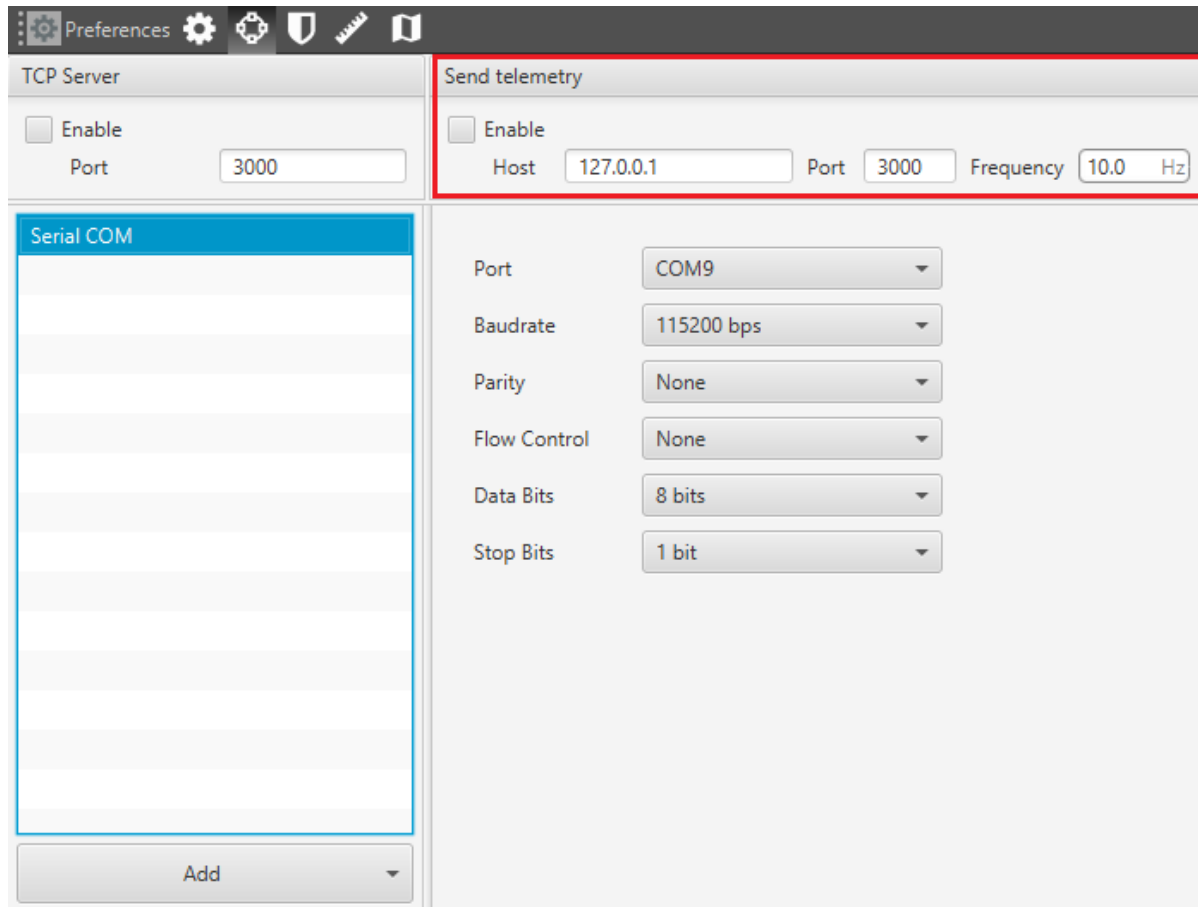 Preferences
TCP Server
Enable
Port 3000
Send telemetry
Enable
Host 127.0.0.1 Port 3000 Frequency 10.0 Hz
Serial COM
Add
Port COM9
Baudrate 115200 bps
Parity None
Flow Control None
Data Bits 8 bits
Stop Bits 1 bit